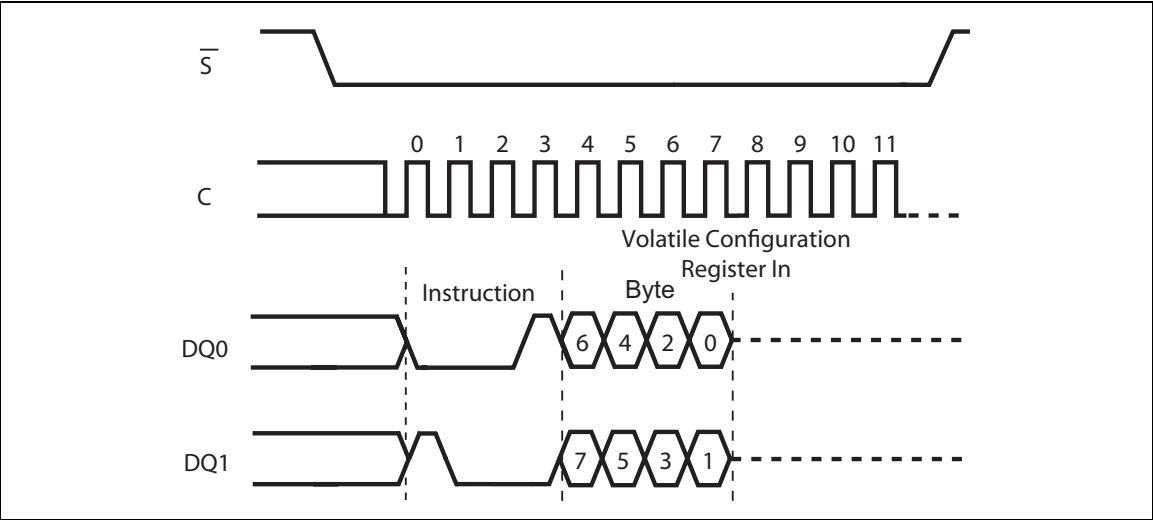 S
0 1 2 3 4 5 6 7 8 9 10 11
C
Volatile Configuration
Register In
Instruction Byte
DQ0 6 4 2 0
DQ1 7 5 3 1